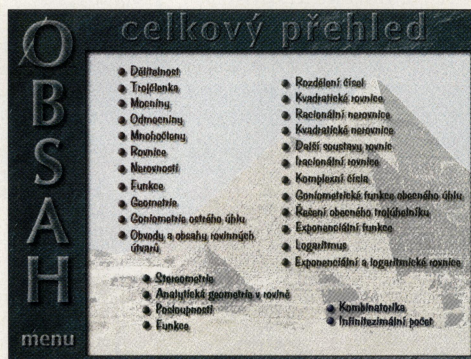 celkový přehled
OBSAH
Dělitelnost
Trojčlenka
Mocniny
Odmocniny
Mnohočleny
Rovnice
Nerovnosti
Funkce
Geometrie
Goniometrie ostrého úhlu
Obvody a obsahy rovinných
útvarů
Rozdělení čísel
Kvadratické rovnice
Racionální nerovnice
Kvadratické nerovnice
Další soustavy rovnic
Iracionální rovnice
Komplexní čísla
Goniometrické funkce obecného úhlu
Řešení obecného trojúhelníku
Exponenciální funkce
Logaritmus
Exponenciální a logaritmické rovnice
Stereometrie
Analytická geometrie v rovině
Posloupnosti
Funkce
Kombinatorika
Infinitezimální počet
menu